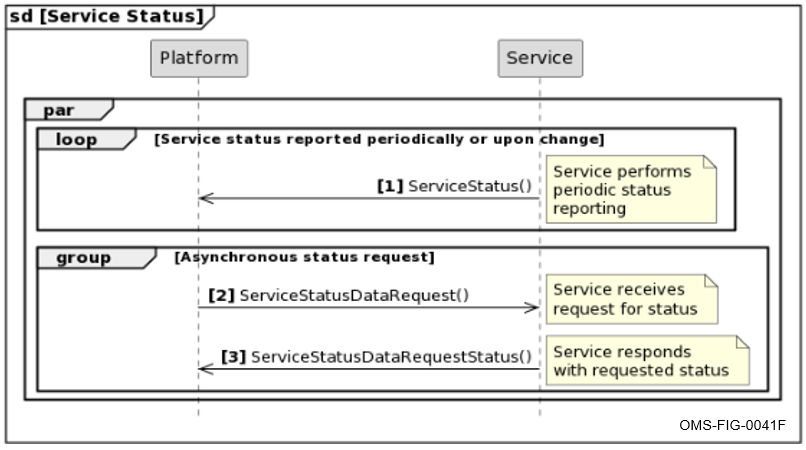 sd [Service Status]
Platform
Service
par
loop
[Service status reported periodically or upon change]
[1] ServiceStatus()
Service performs
periodic status
reporting
group
[Asynchronous status request]
[2] ServiceStatusDataRequest()
Service receives
request for status
[3] ServiceStatusDataRequestStatus()
Service responds
with requested status
OMS-FIG-0041F